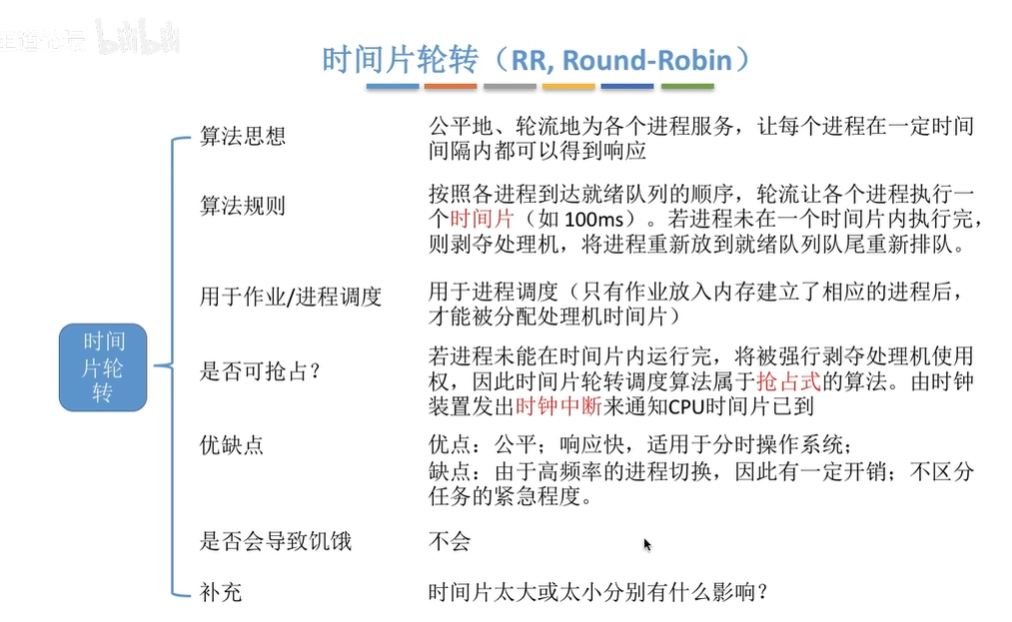 bilibili
时间片轮转（RR, Round-Robin）
算法思想
公平地、轮流地为各个进程服务，让每个进程在一定时间
间隔内都可以得到响应
算法规则
按照各进程到达就绪队列的顺序，轮流让各个进程执行一
个时间片（如 100ms）。若进程未在一个时间片内执行完，
则剥夺处理机，将进程重新放到就绪队列队尾重新排队。
用于作业/进程调度
用于进程调度（只有作业放入内存建立了相应的进程后，
才能被分配处理机时间片）
时间
片轮
转
是否可抢占？
若进程未能在时间片内运行完，将被强行剥夺处理机使用
权，因此时间片轮转调度算法属于抢占式的算法。由时钟
装置发出时钟中断来通知CPU时间片已到
优缺点
优点：公平；响应快，适用于分时操作系统；
缺点：由于高频率的进程切换，因此有一定开销；不区分
任务的紧急程度。
是否会导致饥饿
不会
补充
时间片太大或太小分别有什么影响？